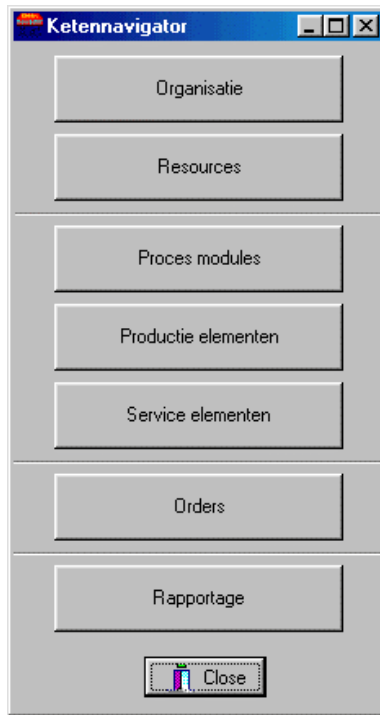 Ketennavigator
Organisatie
Resources
Proces modules
Productie elementen
Service elementen
Orders
Rapportage
Close